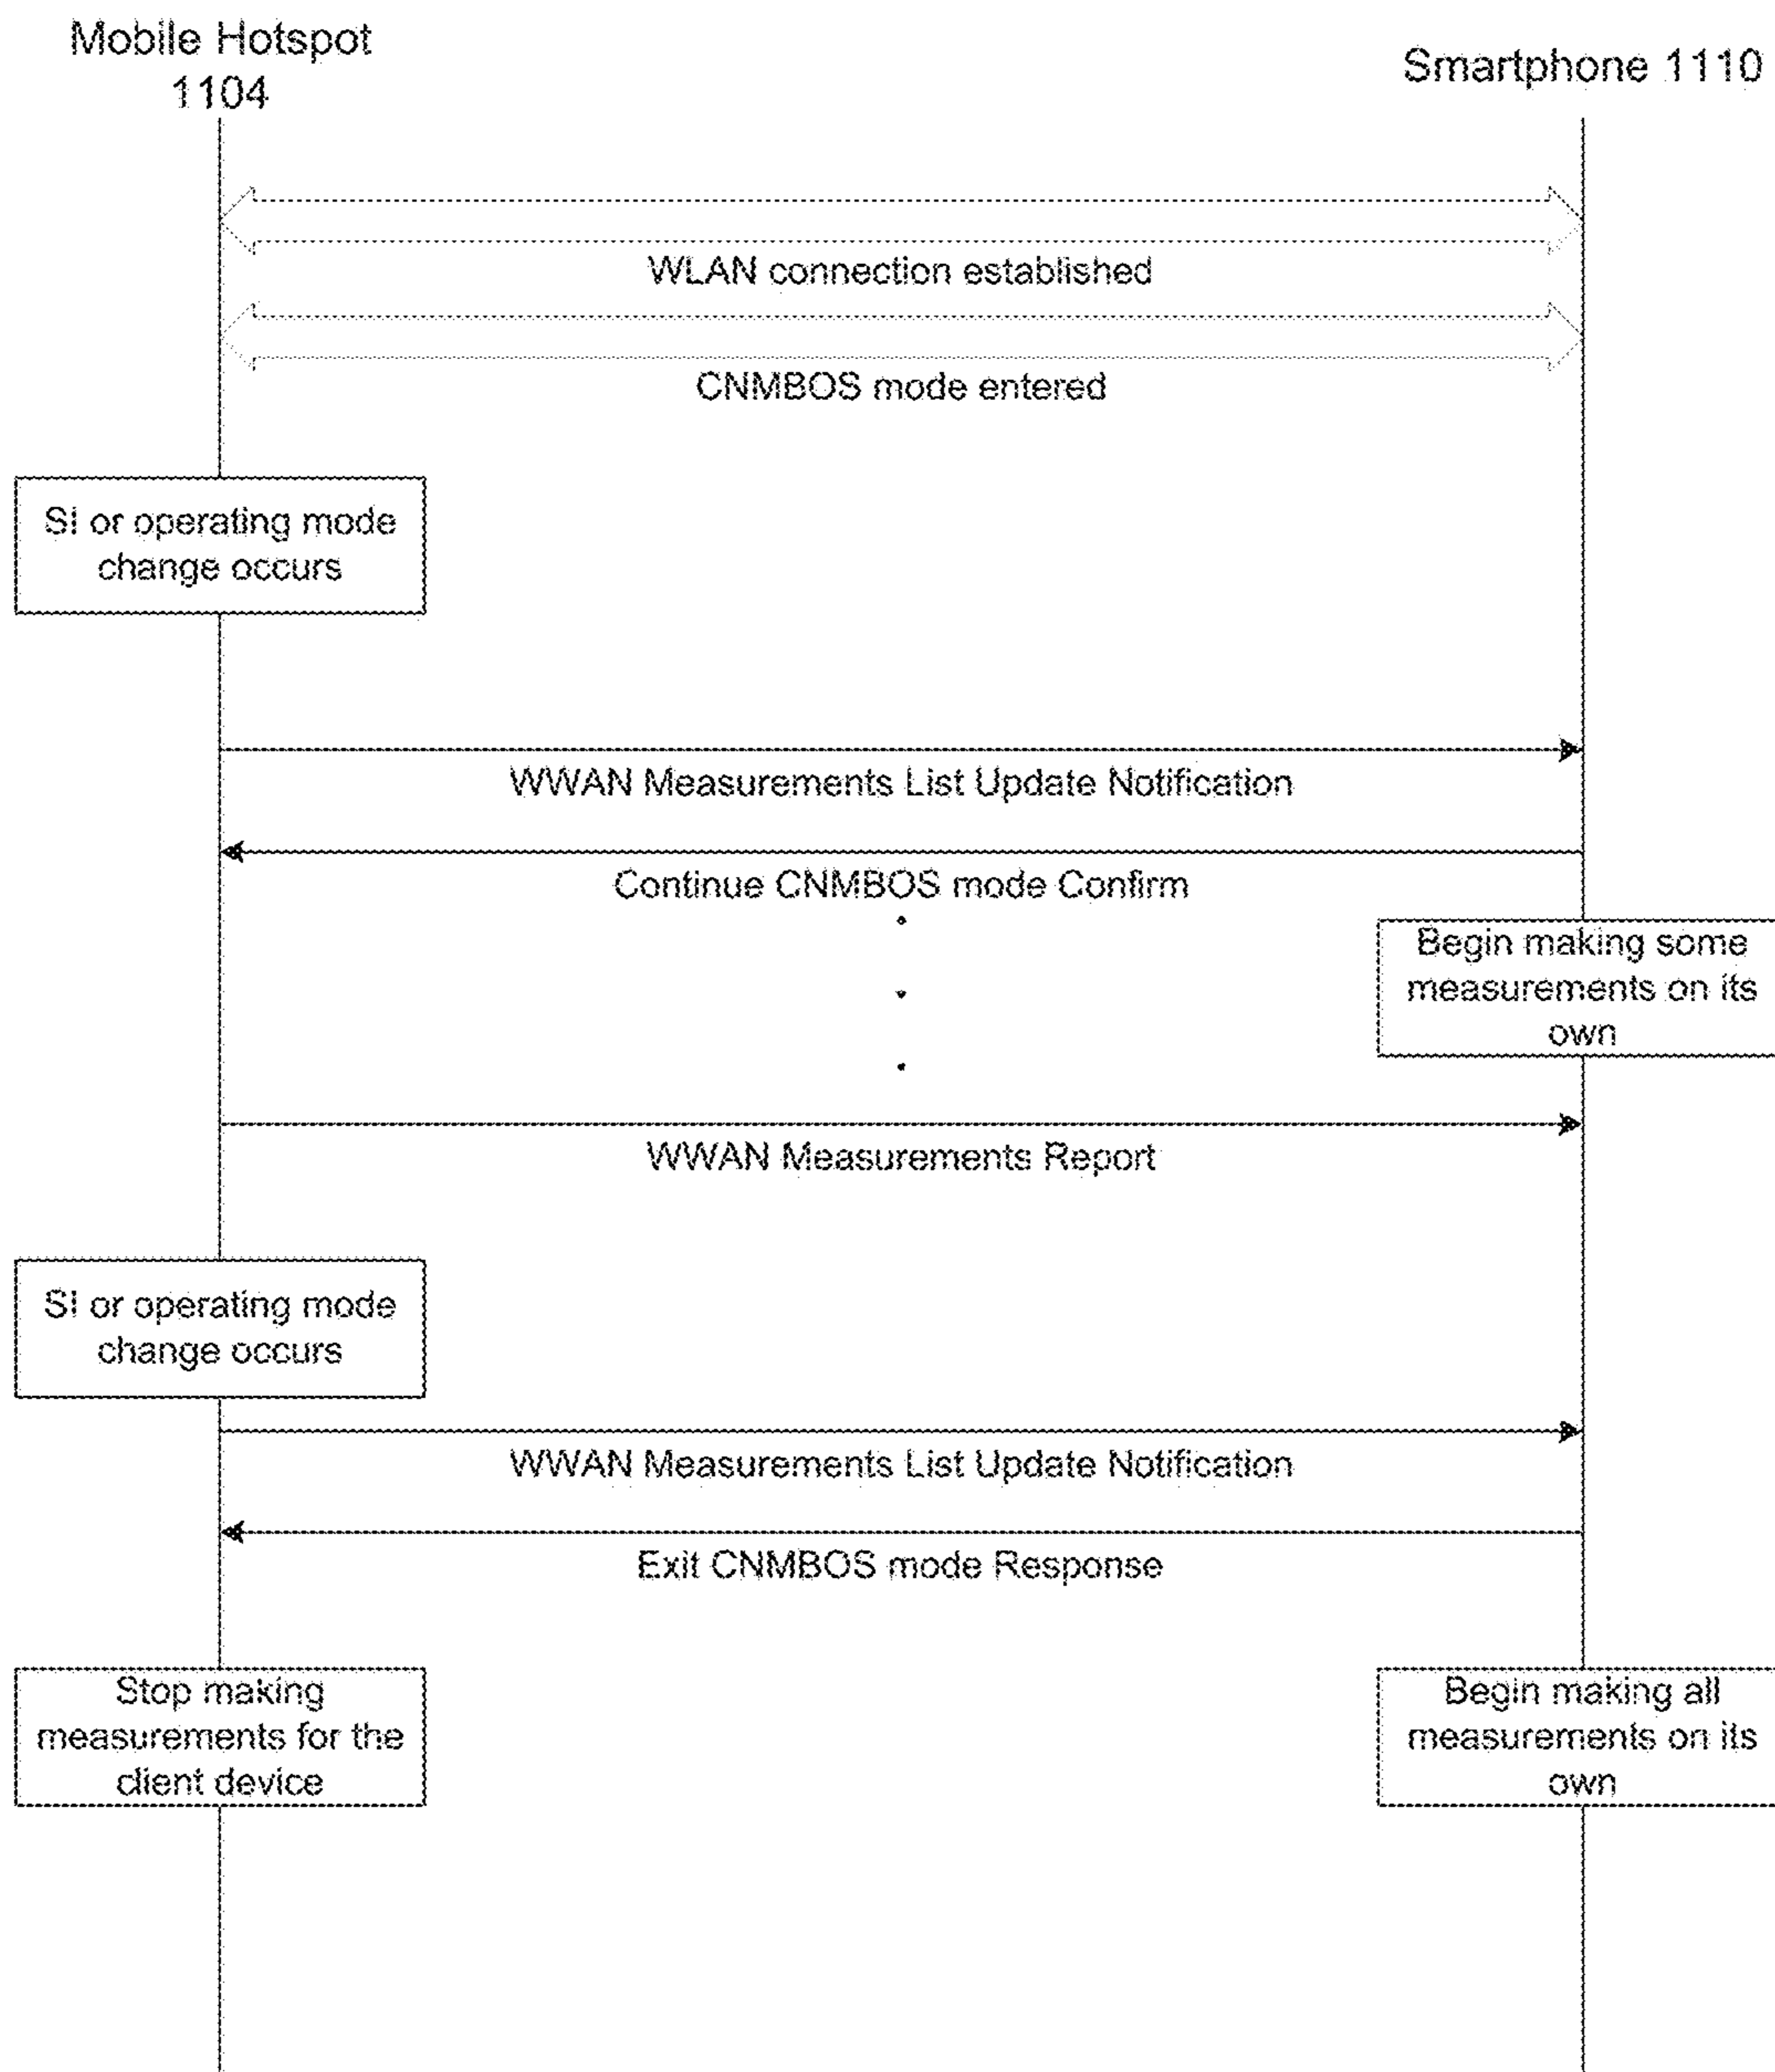 Mobile Hotspot
1104
Smartphone 1110
WLAN connection established
CNMBOS mode entered
SI or operating mode
change occurs
WWAN Measurements List Update Notification
Continue CNMBOS mode Confirm
Begin making some
measurements on its
own
WWAN Measurements Report
SI or operating mode
change occurs
WWAN Measurements List Update Notification
Exit CNMBOS mode Response
Stop making
measurements for the
client device
Begin making all
measurements on its
own